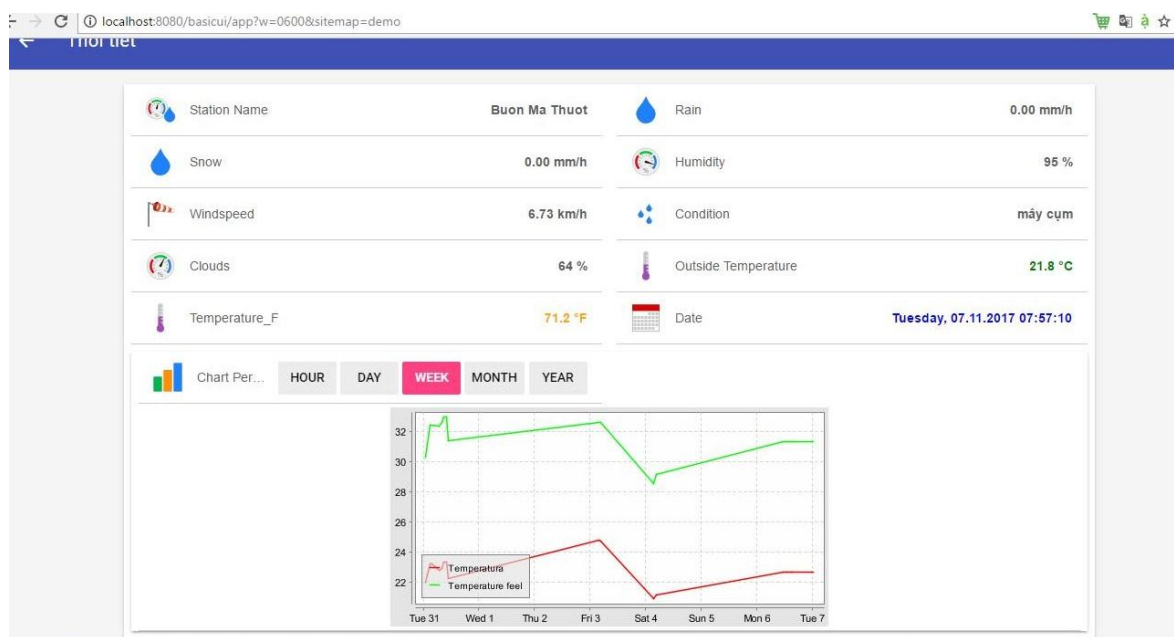 localhost:8080/basicui/app?w=0600&sitemap=demo
Thời tiết
Station Name Buon Ma Thuot
Rain 0.00 mm/h
Snow 0.00 mm/h
Humidity 95 %
Windspeed 6.73 km/h
Condition mây cụm
Clouds 64 %
Outside Temperature 21.8 °C
Temperature_F 71.2 °F
Date Tuesday, 07.11.2017 07:57:10
Chart Per... HOUR DAY WEEK MONTH YEAR
32
30
28
26
24
22
Temperatura
Temperature feel
Tue 31 Wed 1 Thu 2 Fri 3 Sat 4 Sun 5 Mon 6 Tue 7